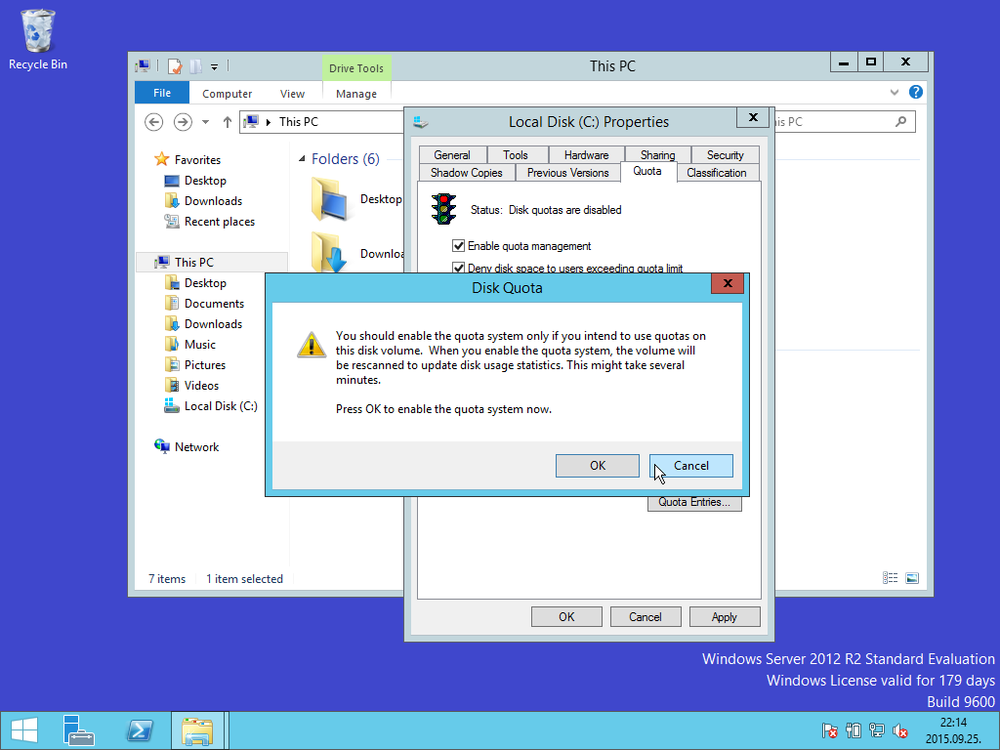 Recycle Bin
This PC
Drive Tools
File
Computer
View
Manage
This PC
is PC
Favorites
Desktop
Downloads
Recent places
This PC
Desktop
Documents
Downloads
Music
Pictures
Videos
Local Disk (C:)
Network
Folders (6)
Desktop
Downloa
7 items
1 item selected
Local Disk (C:) Properties
General
Tools
Hardware
Sharing
Security
Shadow Copies
Previous Versions
Quota
Classification
Status: Disk quotas are disabled
Enable quota management
Deny disk space to users exceeding quota limit
Disk Quota
You should enable the quota system only if you intend to use quotas on
this disk volume. When you enable the quota system, the volume will
be rescanned to update disk usage statistics. This might take several
minutes.
Press OK to enable the quota system now.
OK
Cancel
Quota Entries...
OK
Cancel
Apply
Windows Server 2012 R2 Standard Evaluation
Windows License valid for 179 days
Build 9600
22:14
2015.09.25.